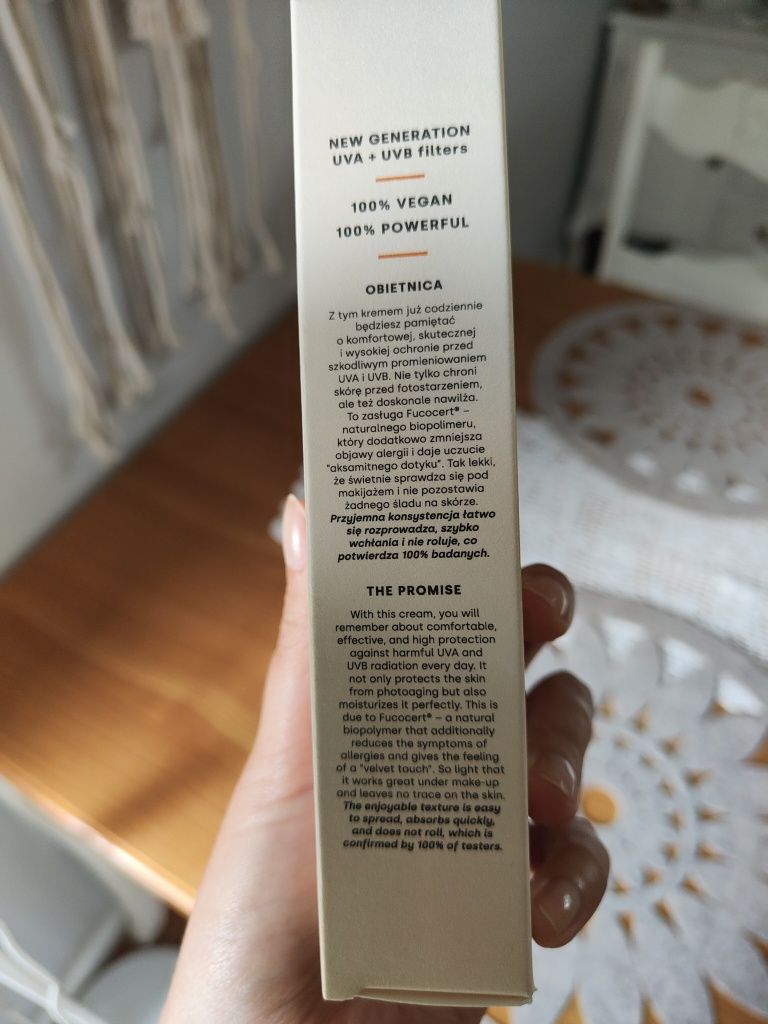 NEW GENERATION
UVA + UVB filters
100% VEGAN
100% POWERFUL
OBIETNICA
Z tym kremem już codziennie
będziesz pamiętać
o komfortowej, skutecznej
i wysokiej ochronie przed
szkodliwym promieniowaniem
UVA i UVB. Nie tylko chroni
skórę przed fotostarzeniem,
ale też doskonale nawilża.
To zasługa Fucocert® –
naturalnego biopolimeru,
który dodatkowo zmniejsza
objawy alergii i daje uczucie
"aksamitnego dotyku". Tak lekki,
że świetnie sprawdza się pod
makijażem i nie pozostawia
żadnego śladu na skórze.
Przyjemna konsystencja łatwo
się rozprowadza, szybko
wchłania i nie roluje, co
potwierdza 100% badanych.
THE PROMISE
With this cream, you will
remember about comfortable,
effective, and high protection
against harmful UVA and
UVB radiation every day. It
not only protects the skin
from photoaging but also
moisturizes it perfectly. This is
due to Fucocert® – a natural
biopolymer that additionally
reduces the symptoms of
allergies and gives the feeling
of a "velvet touch". So light that
it works great under make-up
and leaves no trace on the skin.
The enjoyable texture is easy
to spread, absorbs quickly,
and does not roll, which is
confirmed by 100% of testers.